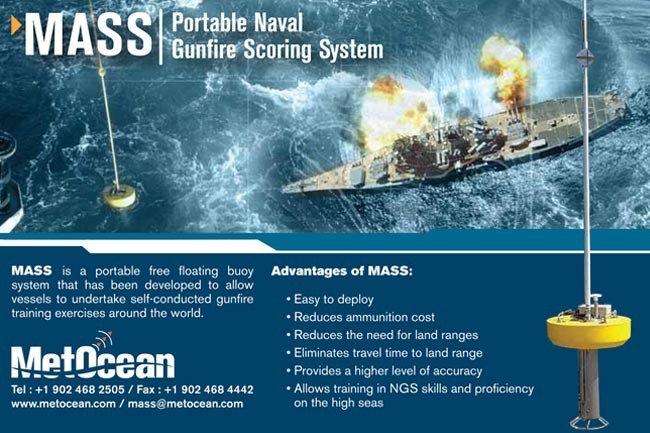 MASS
Portable Naval
Gunfire Scoring System
MASS is a portable free floating buoy
system that has been developed to allow
vessels to undertake self-conducted gunfire
training exercises around the world.
MetOcean
Tel : +1 902 468 2505 / Fax : +1 902 468 4442
www.metocean.com / mass@metocean.com
Advantages of MASS:
• Easy to deploy
• Reduces ammunition cost
• Reduces the need for land ranges
• Eliminates travel time to land range
• Provides a higher level of accuracy
• Allows training in NGS skills and proficiency
on the high seas